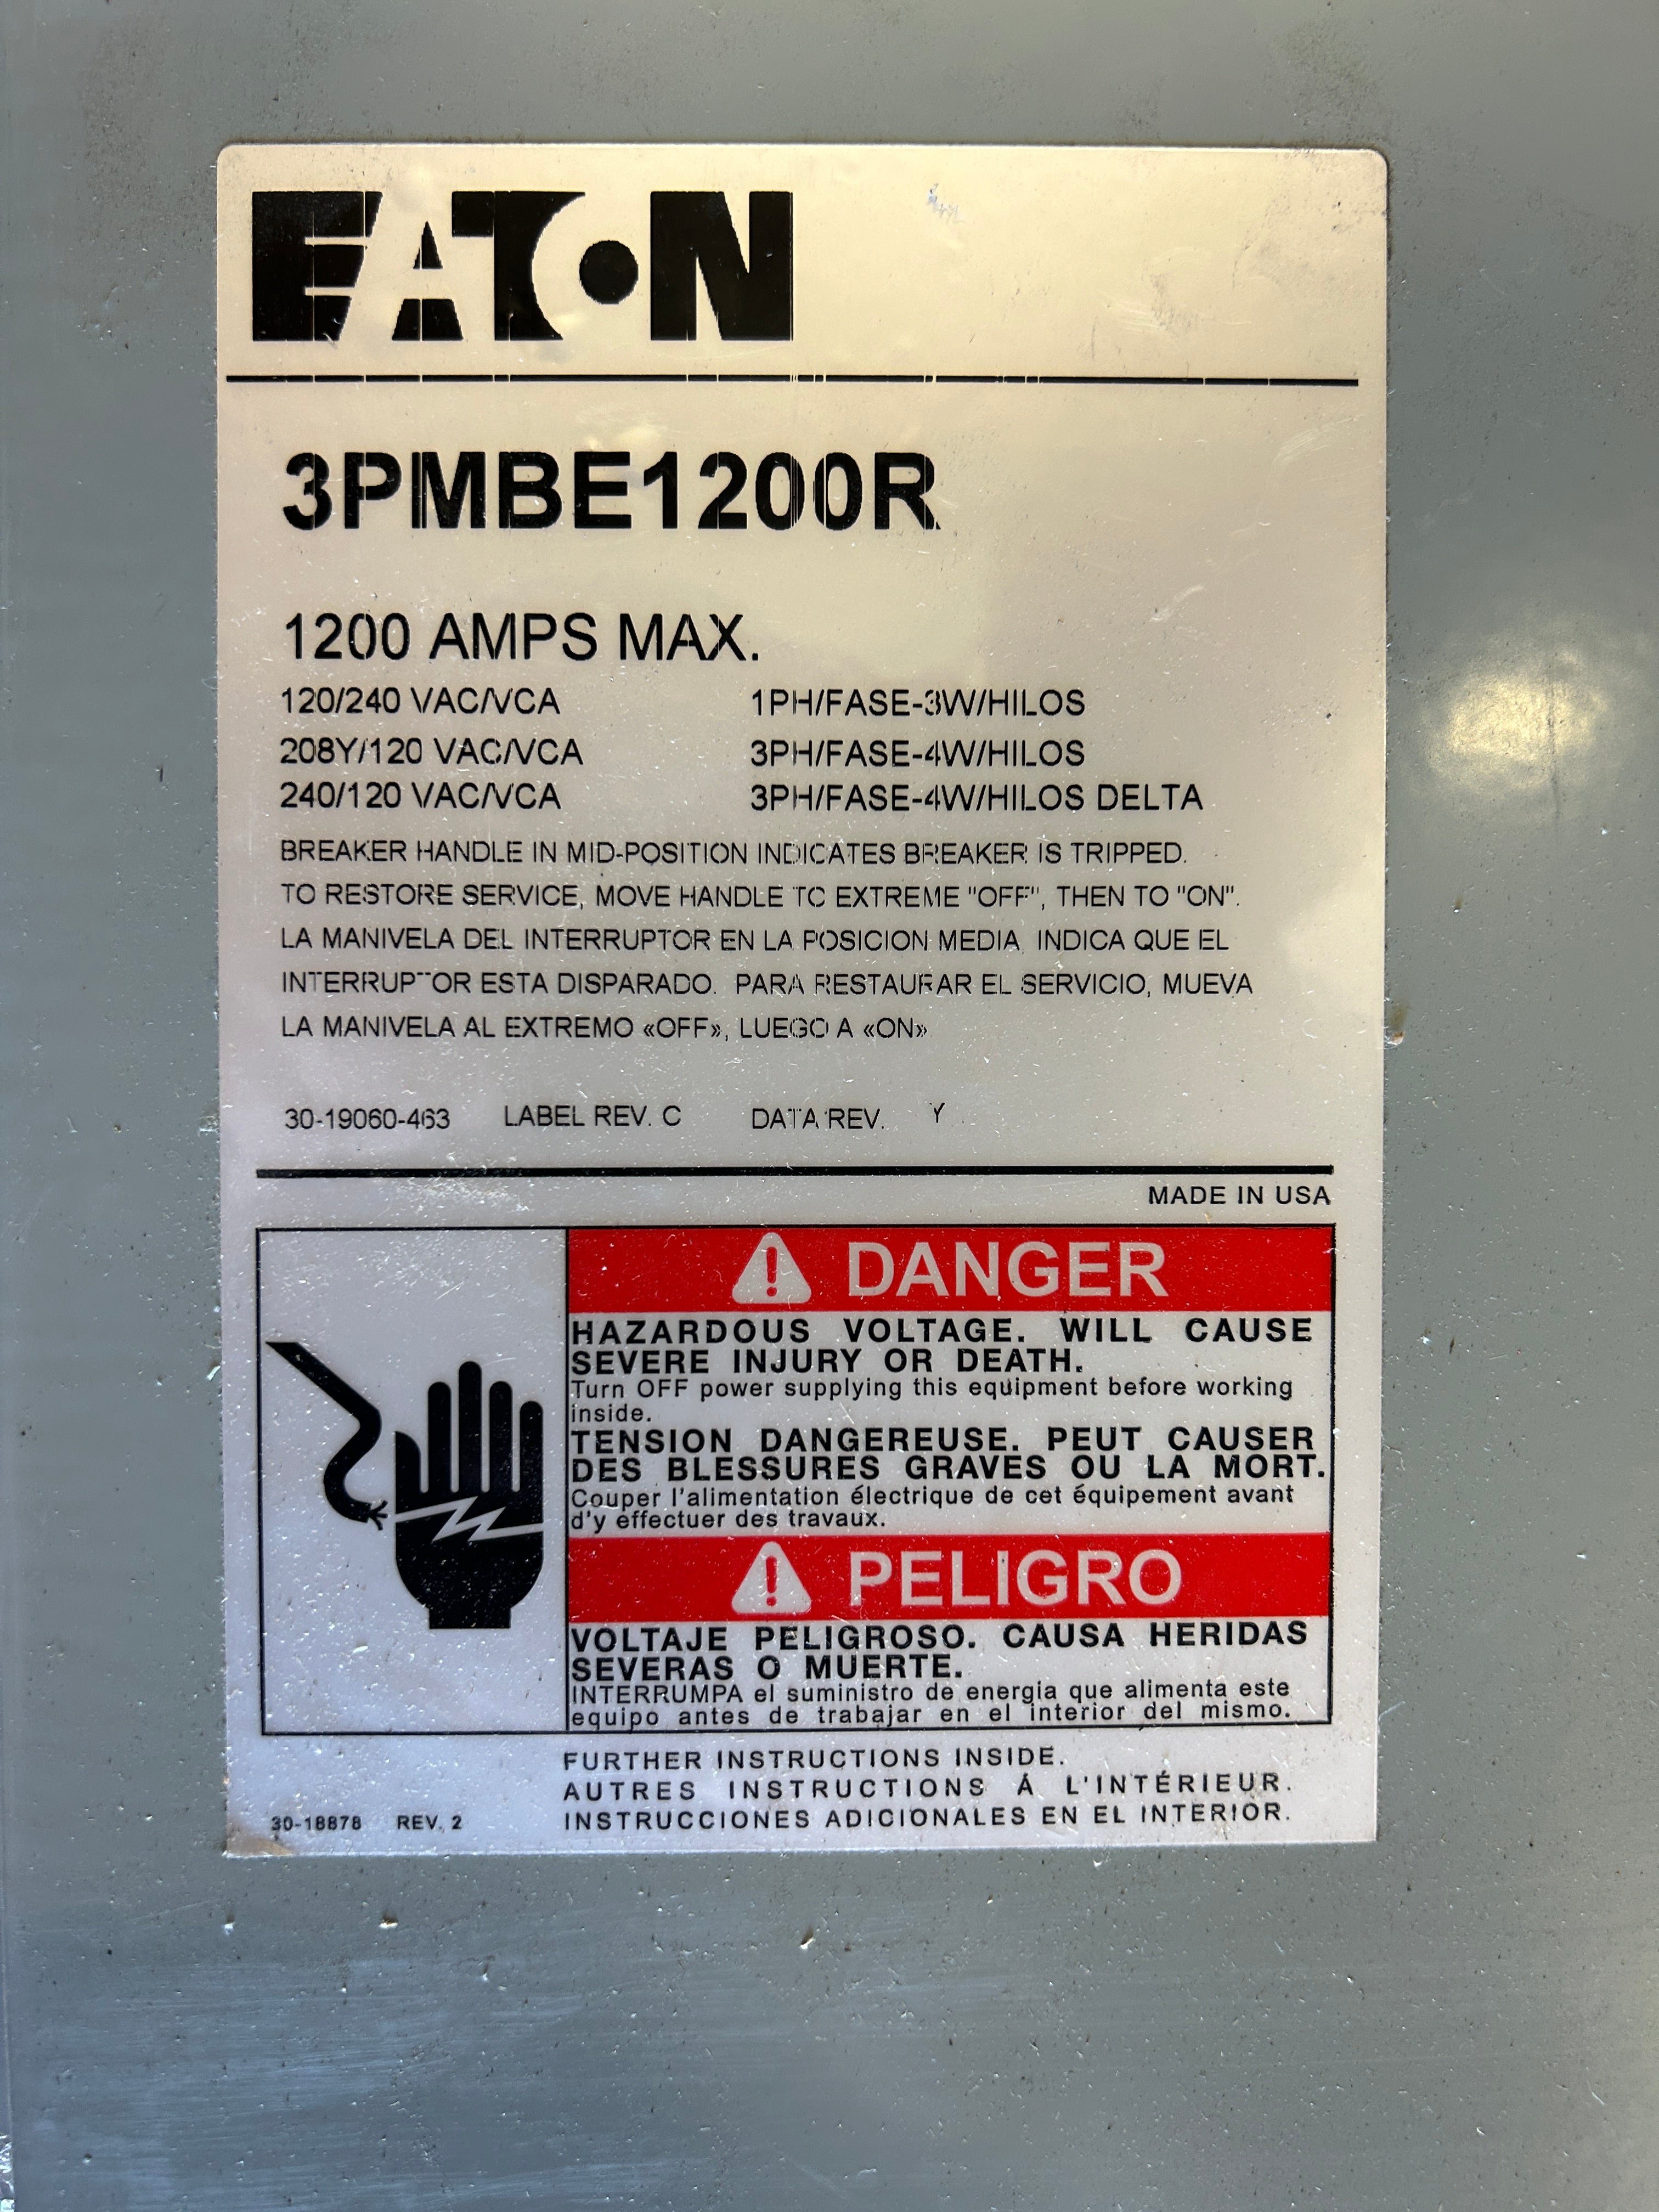 EATON
3PMBE1200R
1200 AMPS MAX.
120/240 VAC/VCA 1PH/FASE-3W/HILOS
208Y/120 VAC/VCA 3PH/FASE-4W/HILOS
240/120 VAC/VCA 3PH/FASE-4W/HILOS DELTA
BREAKER HANDLE IN MID-POSITION INDICATES BREAKER IS TRIPPED.
TO RESTORE SERVICE, MOVE HANDLE TO EXTREME "OFF", THEN TO "ON".
LA MANIVELA DEL INTERRUPTOR EN LA POSICION MEDIA INDICA QUE EL
INTERRUPTOR ESTA DISPARADO. PARA RESTAURAR EL SERVICIO, MUEVA
LA MANIVELA AL EXTREMO «OFF», LUEGO A «ON»
30-19060-463 LABEL REV. C DATA REV. Y
MADE IN USA
DANGER
HAZARDOUS VOLTAGE. WILL CAUSE
SEVERE INJURY OR DEATH.
Turn OFF power supplying this equipment before working
inside.
TENSION DANGEREUSE. PEUT CAUSER
DES BLESSURES GRAVES OU LA MORT.
Couper l'alimentation électrique de cet équipement avant
d'y effectuer des travaux.
PELIGRO
VOLTAJE PELIGROSO. CAUSA HERIDAS
SEVERAS O MUERTE.
INTERRUMPA el suministro de energia que alimenta este
equipo antes de trabajar en el interior del mismo.
FURTHER INSTRUCTIONS INSIDE.
AUTRES INSTRUCTIONS Á L'INTÉRIEUR.
INSTRUCCIONES ADICIONALES EN EL INTERIOR.
30-18878 REV. 2